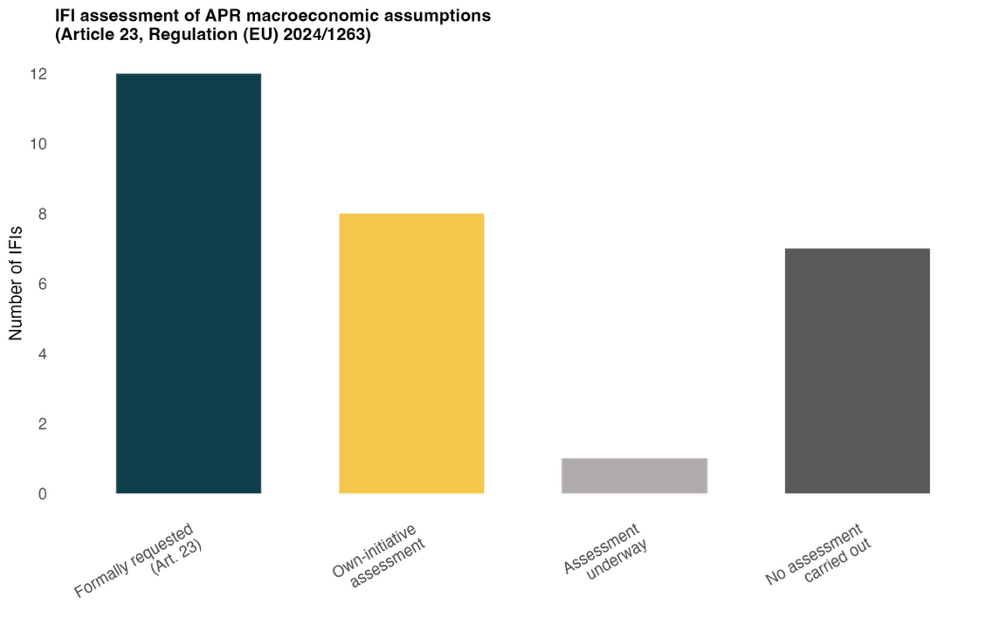 IFI assessment of APR macroeconomic assumptions
(Article 23, Regulation (EU) 2024/1263)
Number of IFIs
12
10
8
6
4
2
0
Formally requested
(Art. 23)
Own-initiative
assessment
Assessment
underway
No assessment
carried out